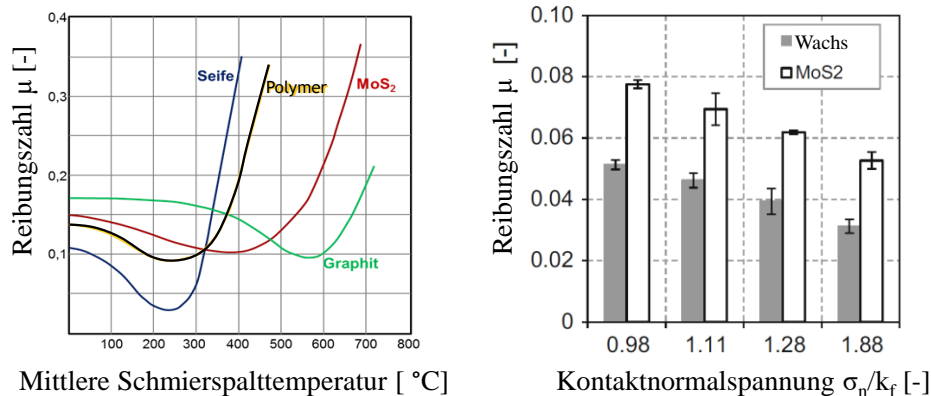 Reibungszahl µ [-]
0,4
0,3
0,2
0,1
Seife
Polymer
MoS₂
Graphit
100 200 300 400 500 600 700 800
Mittlere Schmierspalttemperatur [ °C]
Reibungszahl µ [-]
0.10
0.08
0.06
0.04
0.02
0
Wachs
MoS2
0.98 1.11 1.28 1.88
Kontaktnormalspannung σₙ/k_f [-]